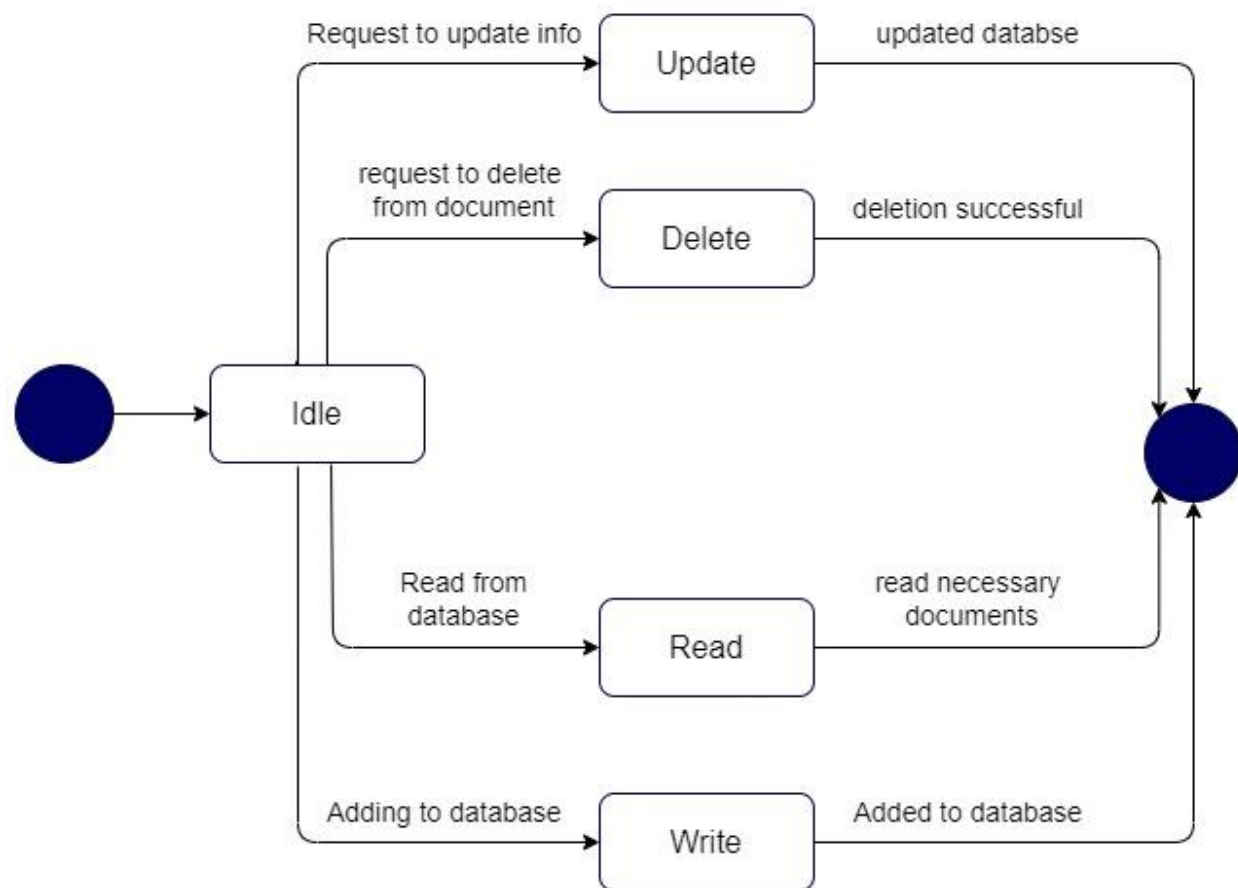 Request to update info
Update
updated databse
request to delete
from document
Delete
deletion successful
Idle
Read from
database
Read
read necessary
documents
Adding to database
Write
Added to database